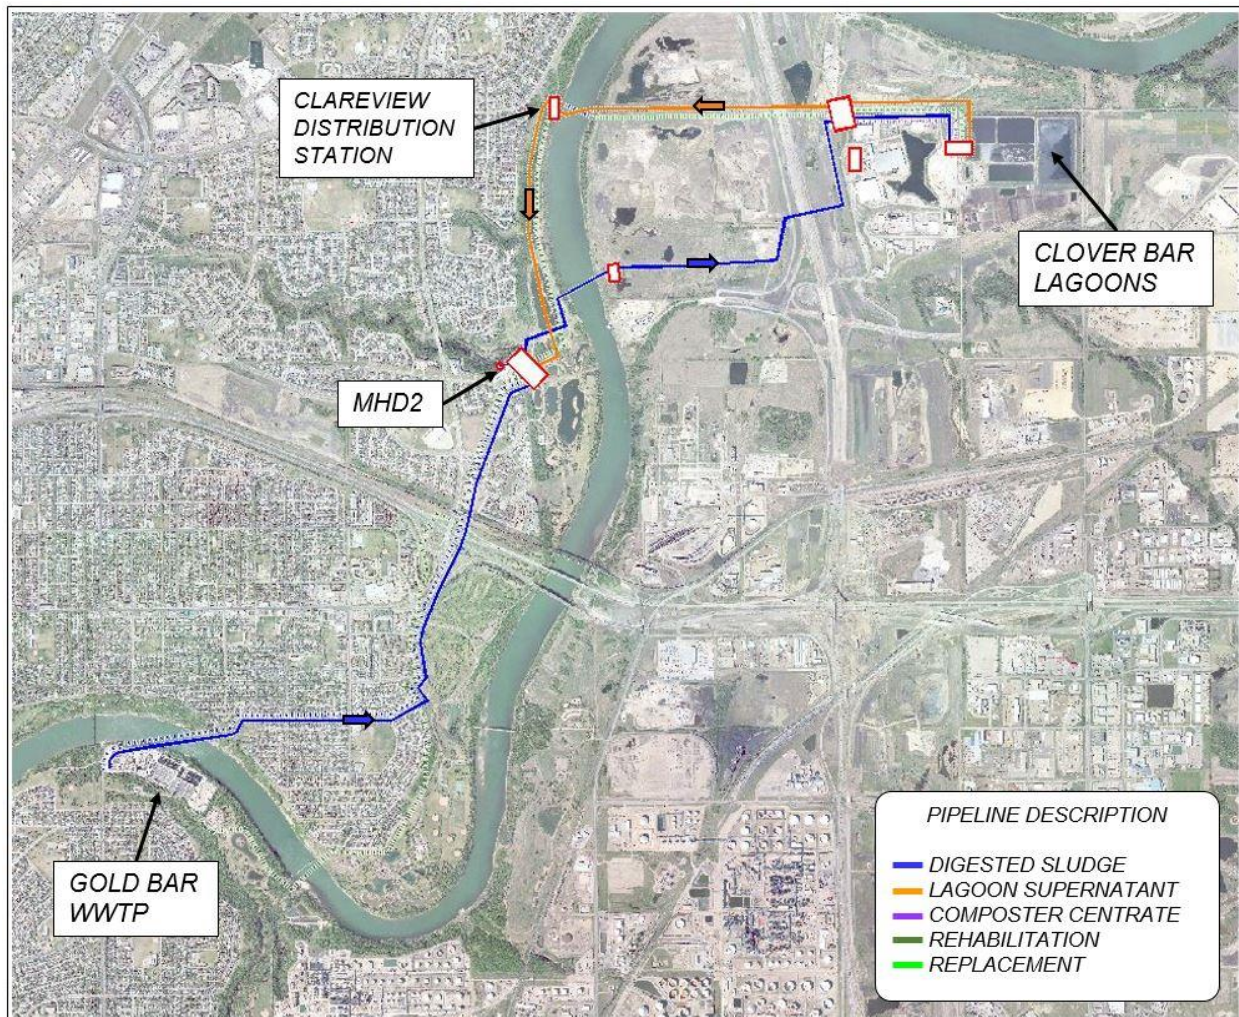 CLAREVIEW
DISTRIBUTION
STATION
CLOVER BAR
LAGOONS
MHD2
GOLD BAR
WWTP
PIPELINE DESCRIPTION
DIGESTED SLUDGE
LAGOON SUPERNATANT
COMPOSTER CENTRATE
REHABILITATION
REPLACEMENT